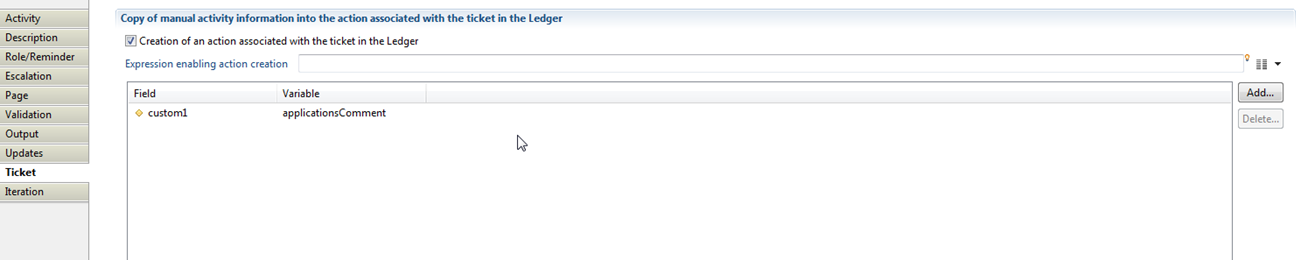 Copy of manual activity information into the action associated with the ticket in the Ledger
Activity
Description
Role/Reminder
Escalation
Page
Validation
Output
Updates
Ticket
Iteration
Creation of an action associated with the ticket in the Ledger
Expression enabling action creation
Field Variable
custom1 applicationsComment
Add...
Delete...